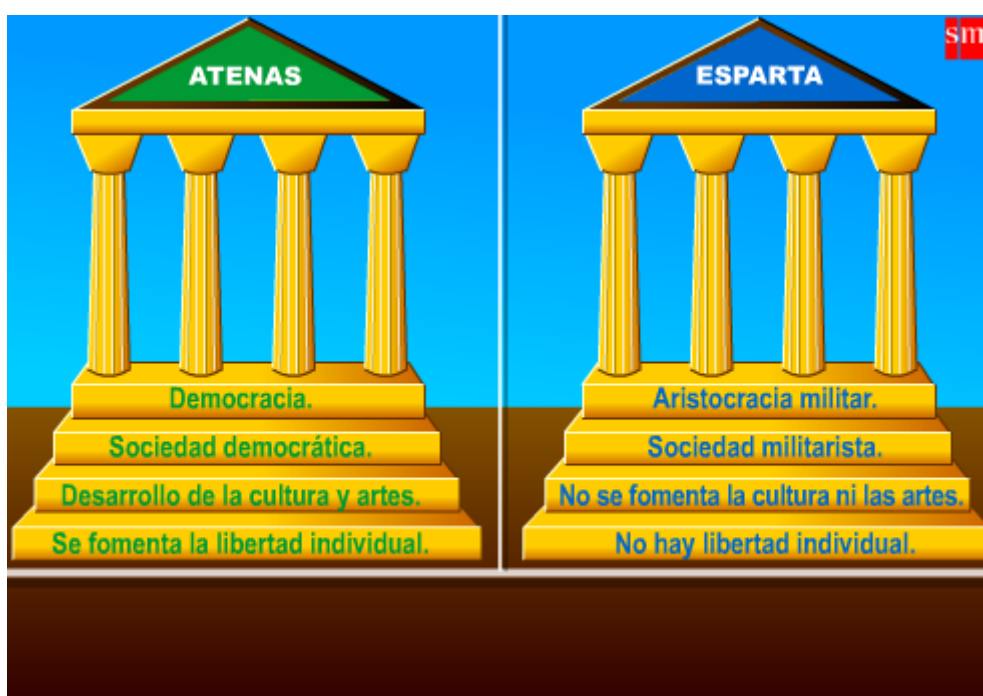 ATENAS
Democracia.
Sociedad democrática.
Desarrollo de la cultura y artes.
Se fomenta la libertad individual.
ESPARTA
Aristocracia militar.
Sociedad militarista.
No se fomenta la cultura ni las artes.
No hay libertad individual.
sm